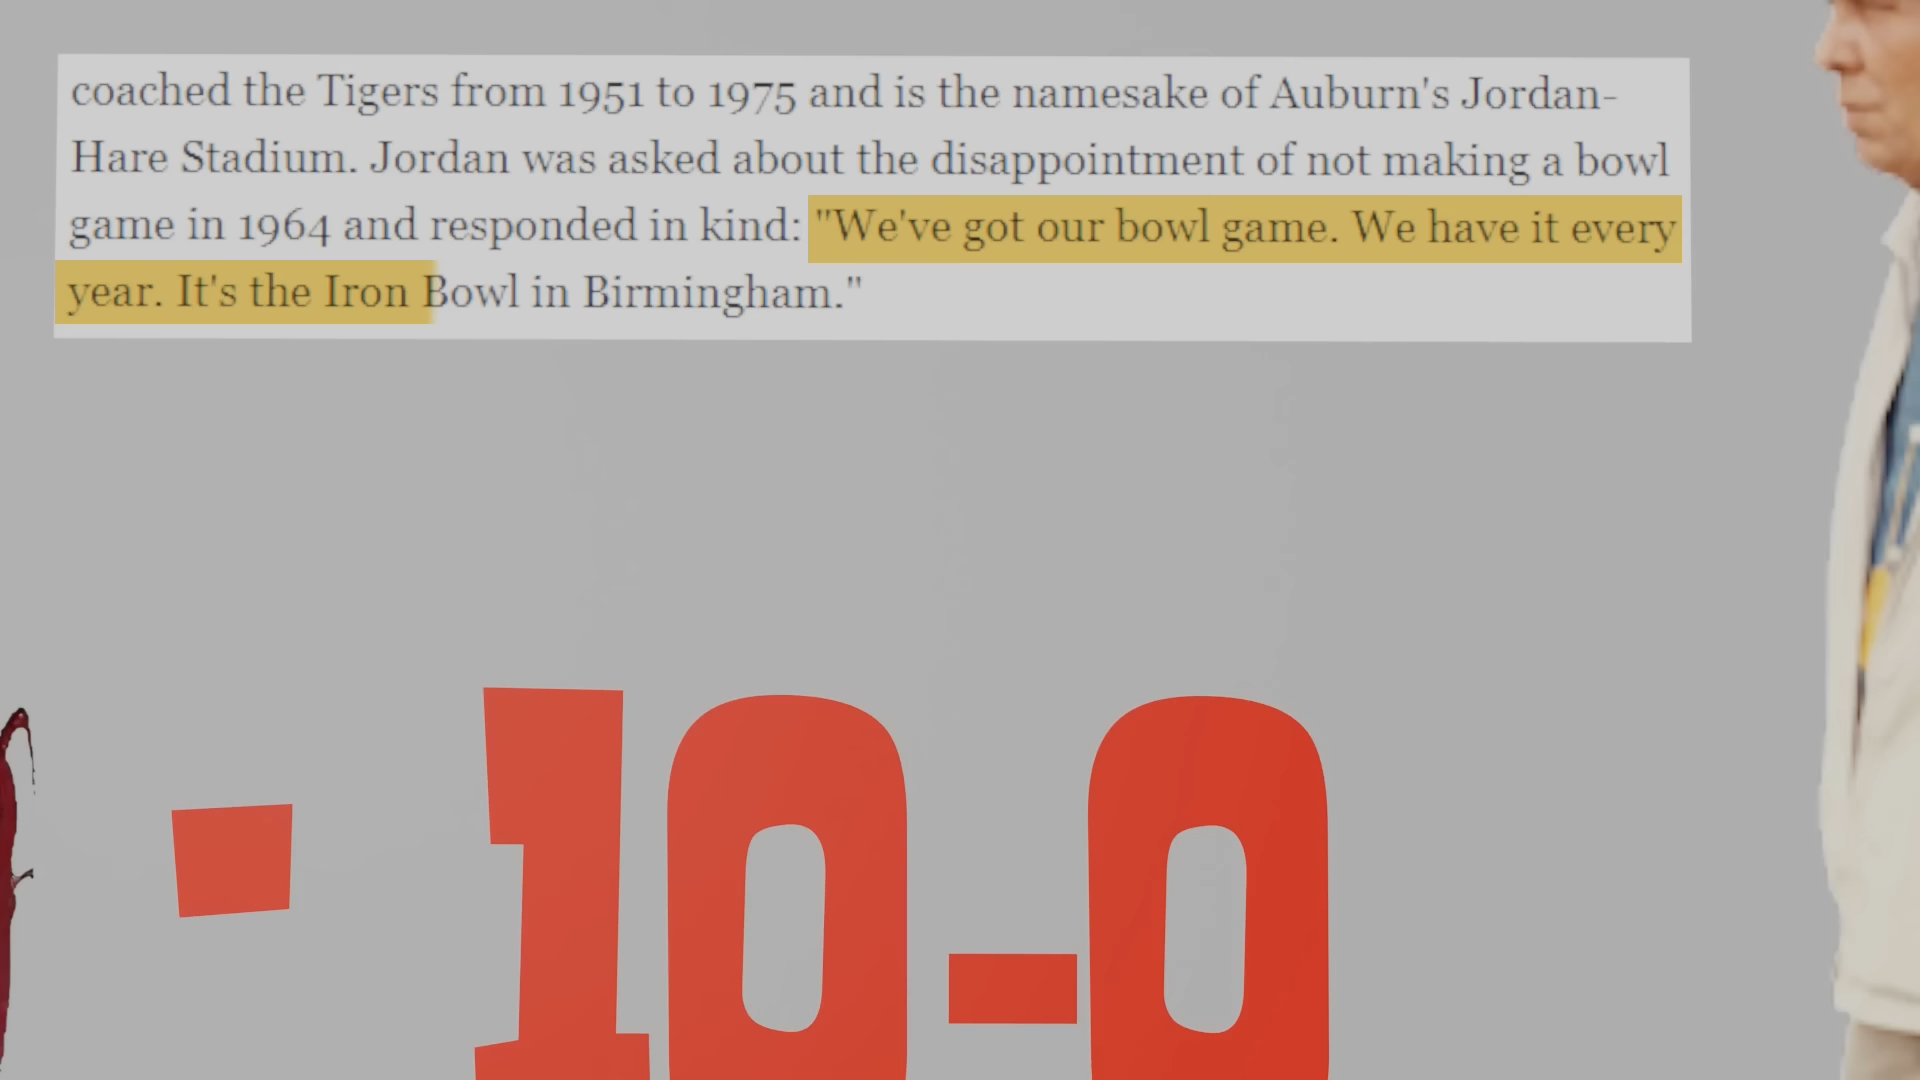 coached the Tigers from 1951 to 1975 and is the namesake of Auburn's Jordan-
Hare Stadium. Jordan was asked about the disappointment of not making a bowl
game in 1964 and responded in kind: "We've got our bowl game. We have it every
year. It's the Iron Bowl in Birmingham."
- 10-0